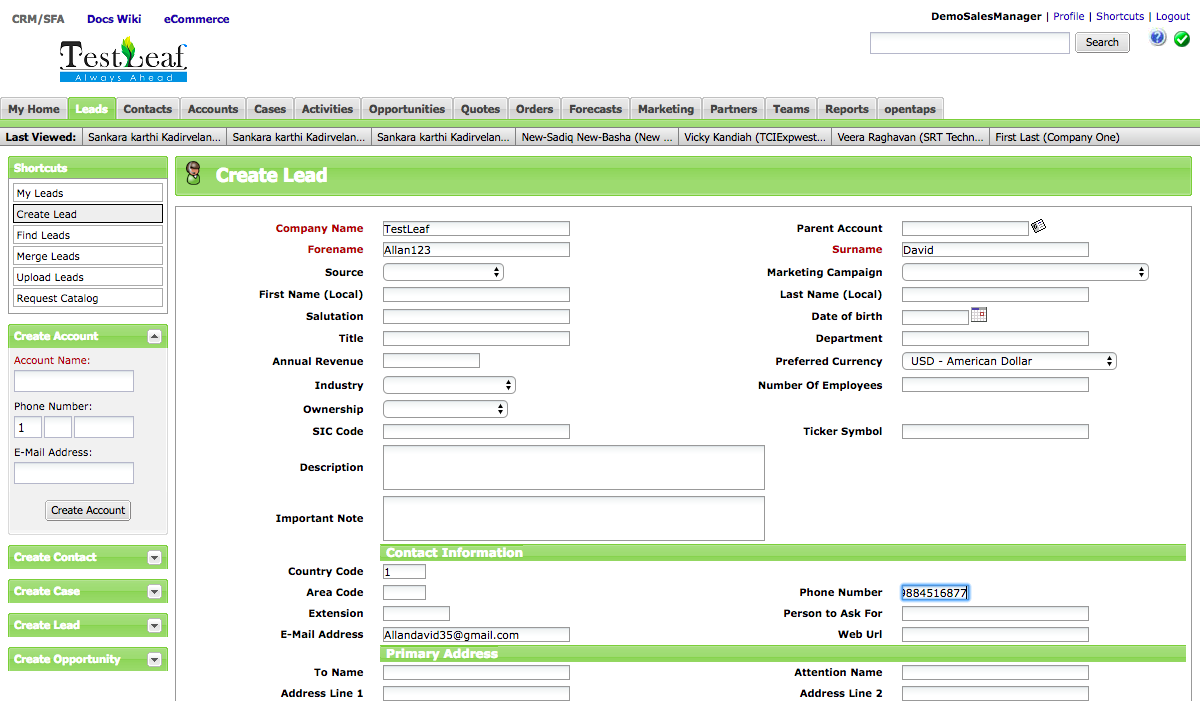 CRM/SFA Docs Wiki eCommerce
DemoSalesManager | Profile | Shortcuts | Logout
TestLeaf
Always Ahead
Search
My Home Leads Contacts Accounts Cases Activities Opportunities Quotes Orders Forecasts Marketing Partners Teams Reports opentaps
Last Viewed: Sankara karthi Kadirvelan... Sankara karthi Kadirvelan... Sankara karthi Kadirvelan... New-Sadiq New-Basha (New ... Vicky Kandiah (TCIExpwest... Veera Raghavan (SRT Techn... First Last (Company One)
Shortcuts
My Leads
Create Lead
Find Leads
Merge Leads
Upload Leads
Request Catalog
Create Account
Account Name:
Phone Number:
1
E-Mail Address:
Create Account
Create Contact
Create Case
Create Lead
Create Opportunity
Create Lead
Company Name TestLeaf Parent Account
Forename Allan123 Surname David
Source Marketing Campaign
First Name (Local) Last Name (Local)
Salutation Date of birth
Title Department
Annual Revenue Preferred Currency USD - American Dollar
Industry Number Of Employees
Ownership
SIC Code Ticker Symbol
Description
Important Note
Contact Information
Country Code 1
Area Code Phone Number 9884516877
Extension Person to Ask For
E-Mail Address Allandavid35@gmail.com Web Url
Primary Address
To Name Attention Name
Address Line 1 Address Line 2